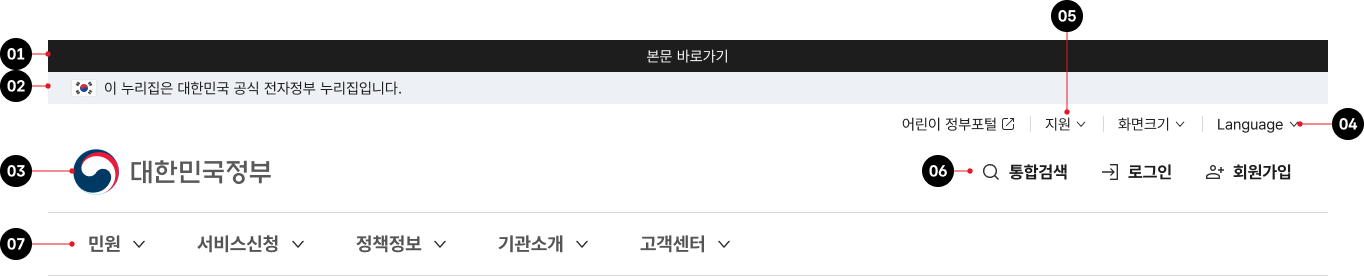 05
01 본문 바로가기
02 이 누리집은 대한민국 공식 전자정부 누리집입니다.
어린이 정부포털 지원 화면크기 Language 04
03 대한민국정부 06 통합검색 로그인 회원가입
07 민원 서비스신청 정책정보 기관소개 고객센터